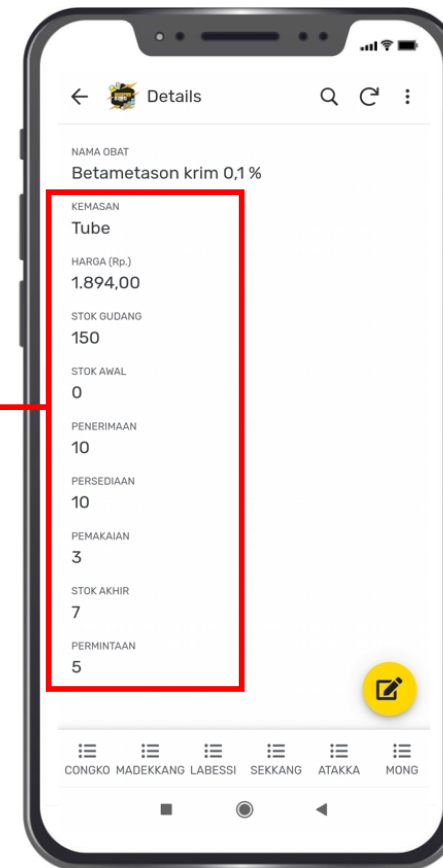 Details
NAMA OBAT
Betametason krim 0,1 %
KEMASAN
Tube
HARGA (Rp.)
1.894,00
STOK GUDANG
150
STOK AWAL
0
PENERIMAAN
10
PERSEDIAAN
10
PEMAKAIAN
3
STOK AKHIR
7
PERMINTAAN
5
CONGKO MADEKKANG LABESSI SEKKANG ATAKKA MONG